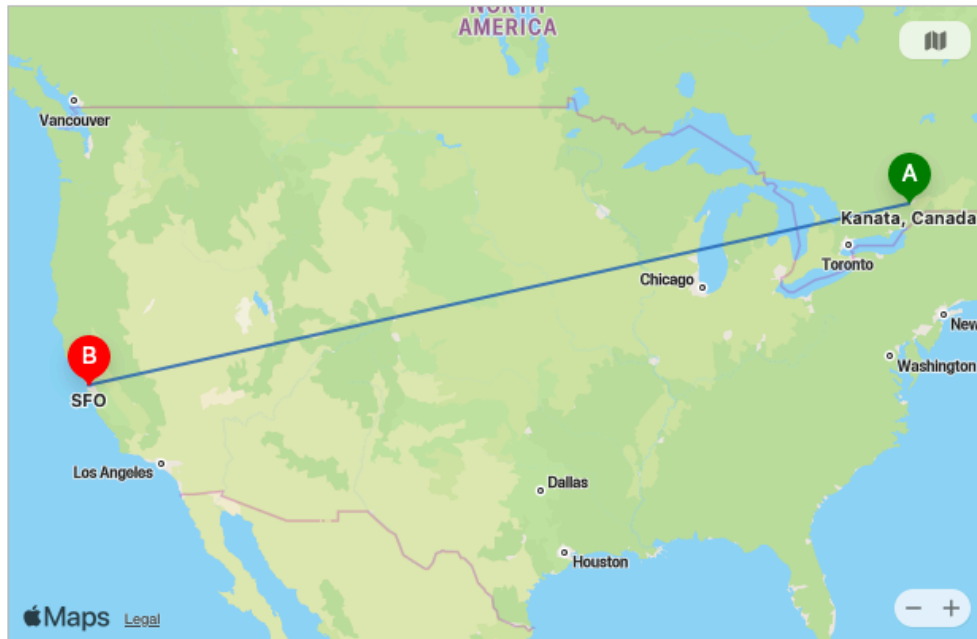 NORTH
AMERICA
Vancouver
A
Kanata, Canada
Toronto
Chicago
New
Washington
B
SFO
Los Angeles
Dallas
Houston
Maps Legal